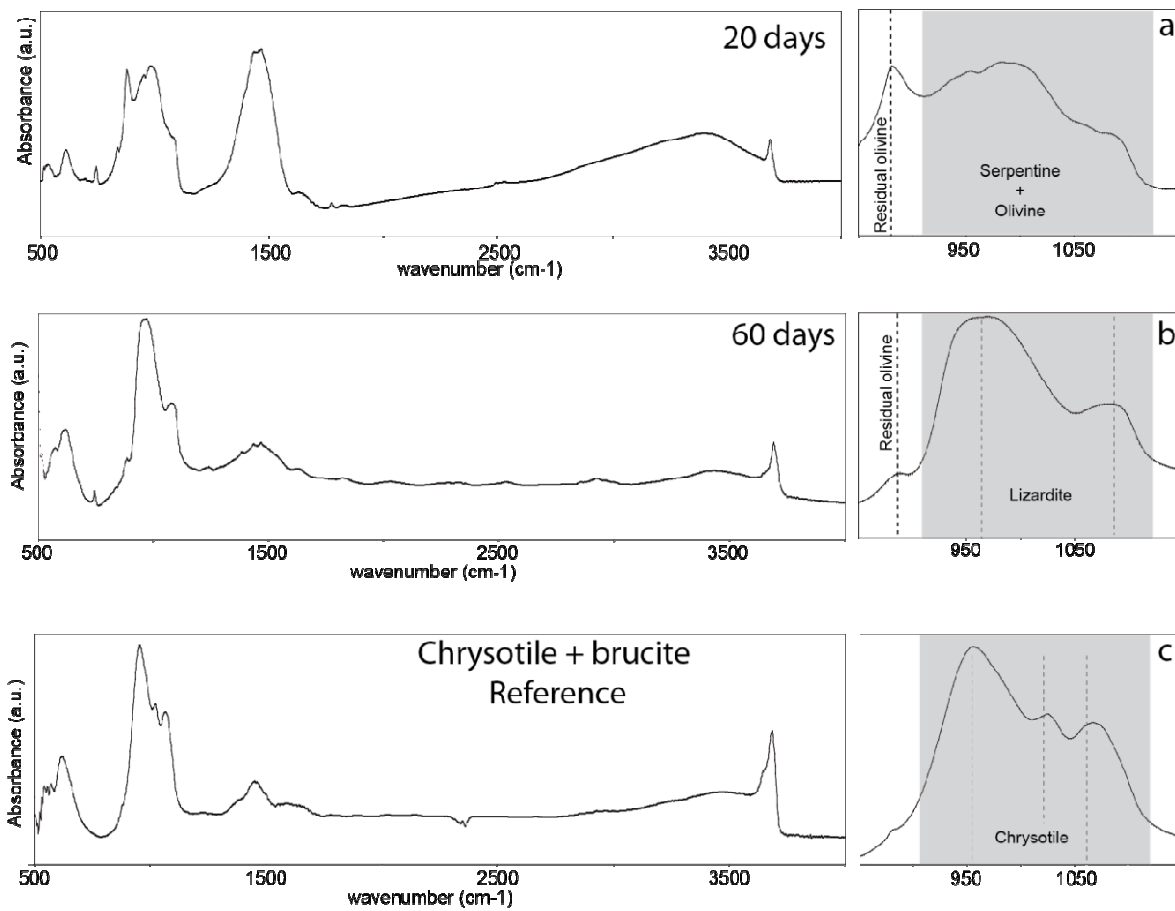 20 days
Absorbance (a.u.)
500
1500
2500
3500
wavenumber (cm-1)
a
Residual olivine
Serpentine
+
Olivine
950
1050
60 days
Absorbance (a.u.)
500
1500
2500
3500
wavenumber (cm-1)
b
Residual olivine
Lizardite
950
1050
Chrysotile + brucite
Reference
Absorbance (a.u.)
500
1500
2500
3500
wavenumber (cm-1)
c
Chrysotile
950
1050